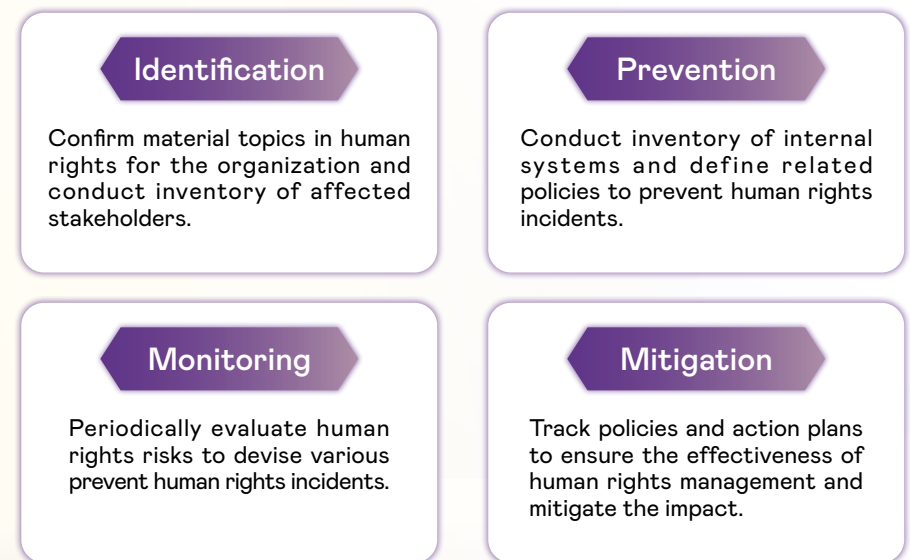 Identification
Confirm material topics in human
rights for the organization and
conduct inventory of affected
stakeholders.
Prevention
Conduct inventory of internal
systems and define related
policies to prevent human rights
incidents.
Monitoring
Periodically evaluate human
rights risks to devise various
prevent human rights incidents.
Mitigation
Track policies and action plans
to ensure the effectiveness of
human rights management and
mitigate the impact.